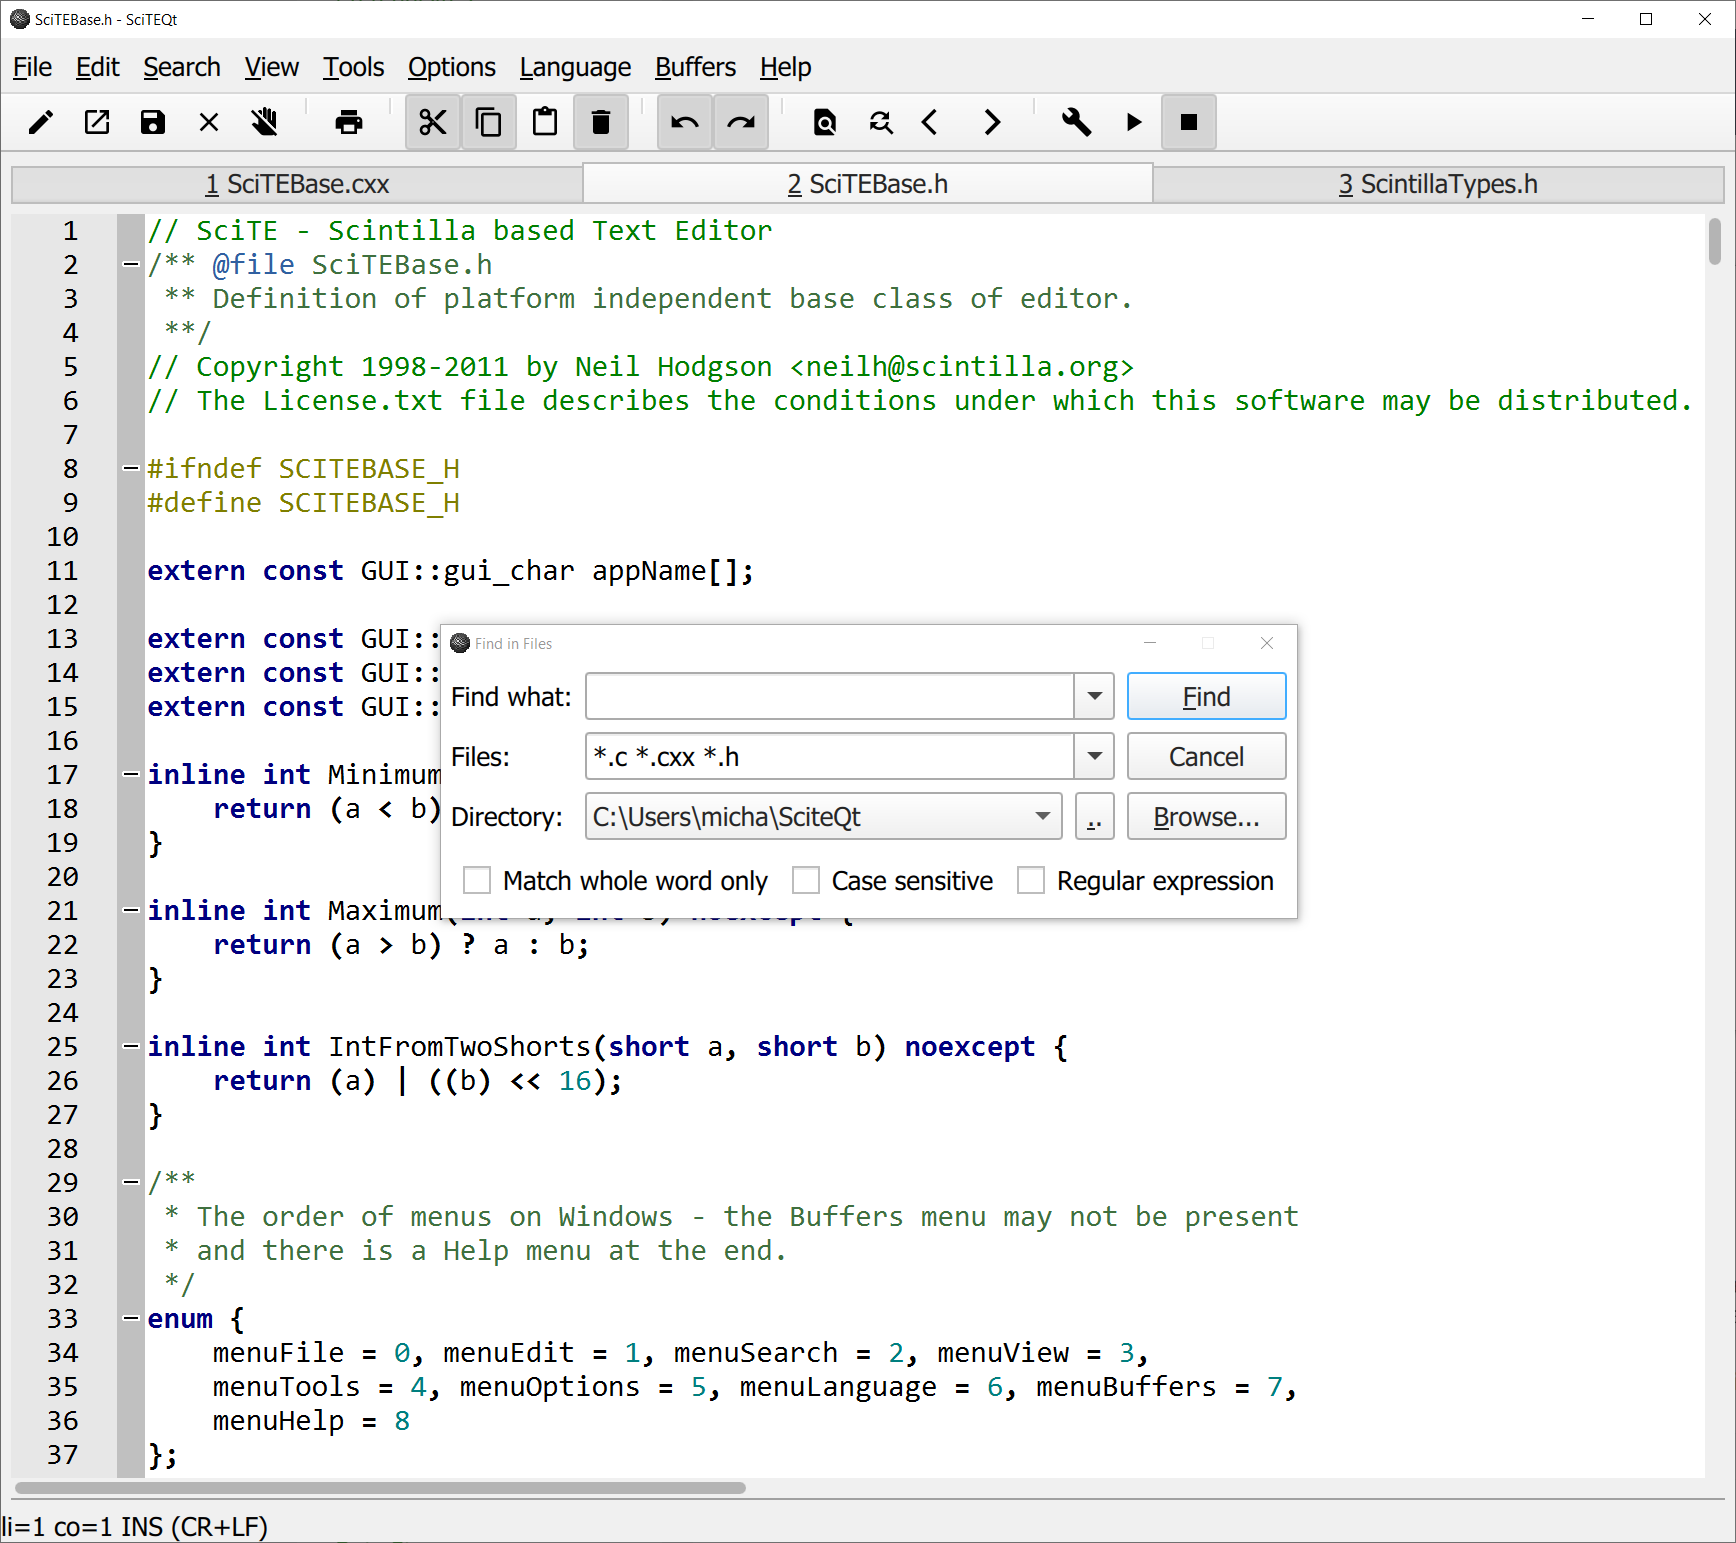 SciTEBase.h - SciTEQt
File Edit Search View Tools Options Language Buffers Help
1 SciTEBase.cxx
2 SciTEBase.h
3 ScintillaTypes.h
1 // SciTE - Scintilla based Text Editor
2 /** @file SciTEBase.h
3 ** Definition of platform independent base class of editor.
4 **/
5 // Copyright 1998-2011 by Neil Hodgson <neilh@scintilla.org>
6 // The License.txt file describes the conditions under which this software may be distributed.
7
8 #ifndef SCITEBASE_H
9 #define SCITEBASE_H
10
11 extern const GUI::gui_char appName[];
12
13 extern const GUI::
14 extern const GUI::
15 extern const GUI::
16
17 inline int Minimum
18 return (a < b)
19 }
20
21 inline int Maximum(
22 return (a > b) ? a : b;
23 }
24
25 inline int IntFromTwoShorts(short a, short b) noexcept {
26 return (a) | ((b) << 16);
27 }
28
29 /**
30 * The order of menus on Windows - the Buffers menu may not be present
31 * and there is a Help menu at the end.
32 */
33 enum {
34 menuFile = 0, menuEdit = 1, menuSearch = 2, menuView = 3,
35 menuTools = 4, menuOptions = 5, menuLanguage = 6, menuBuffers = 7,
36 menuHelp = 8
37 };
Find in Files
Find what:
Find
Files: *.c *.cxx *.h
Cancel
Directory: C:\Users\micha\SciteQt
..
Browse...
Match whole word only
Case sensitive
Regular expression
li=1 co=1 INS (CR+LF)